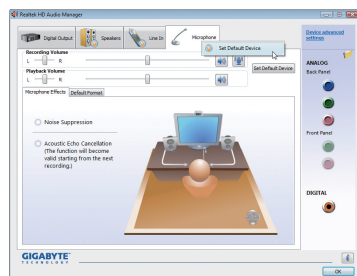 Realtek HD Audio Manager
Digital Output
Speakers
Line In
Microphone
Set Default Device
Device advanced
settings
Recording Volume
L
R
Playback Volume
L
R
Set Default Device
Microphone Effects
Default Format
Noise Suppression
Acoustic Echo Cancellation
(The function will become
valid starting from the next
recording.)
ANALOG
Back Panel
Front Panel
DIGITAL
GIGABYTE
TECHNOLOGY
i
OK